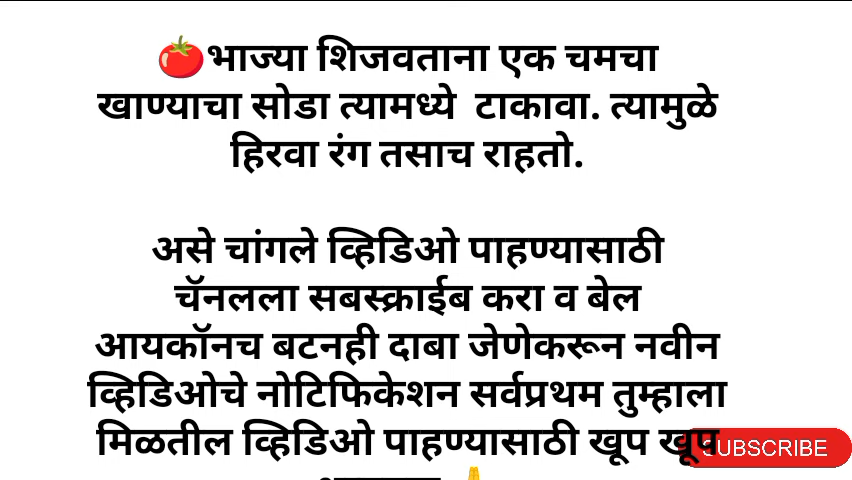 🍅भाज्या शिजवताना एक चमचा
खाण्याचा सोडा त्यामध्ये टाकावा. त्यामुळे
हिरवा रंग तसाच राहतो.
असे चांगले व्हिडिओ पाहण्यासाठी
चॅनलला सबस्क्राईब करा व बेल
आयकॉनच बटनही दाबा जेणेकरून नवीन
व्हिडिओचे नोटिफिकेशन सर्वप्रथम तुम्हाला
मिळतील व्हिडिओ पाहण्यासाठी खूप खूप
SUBSCRIBE